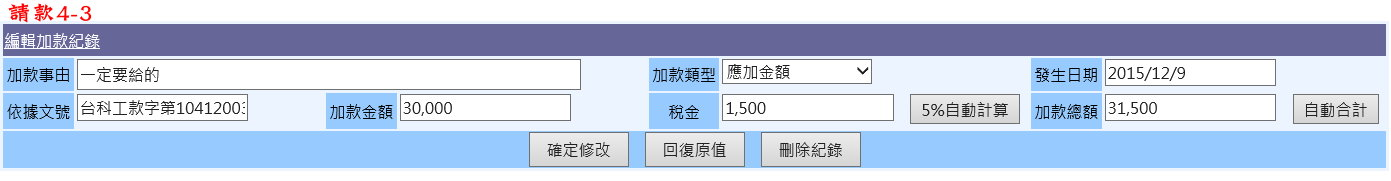 請款4-3
編輯加款紀錄
加款事由 一定要給的 加款類型 應加金額 發生日期 2015/12/9
依據文號 台科工款字第10412003 加款金額 30,000 稅金 1,500 5%自動計算 加款總額 31,500 自動合計
確定修改 回復原值 刪除紀錄